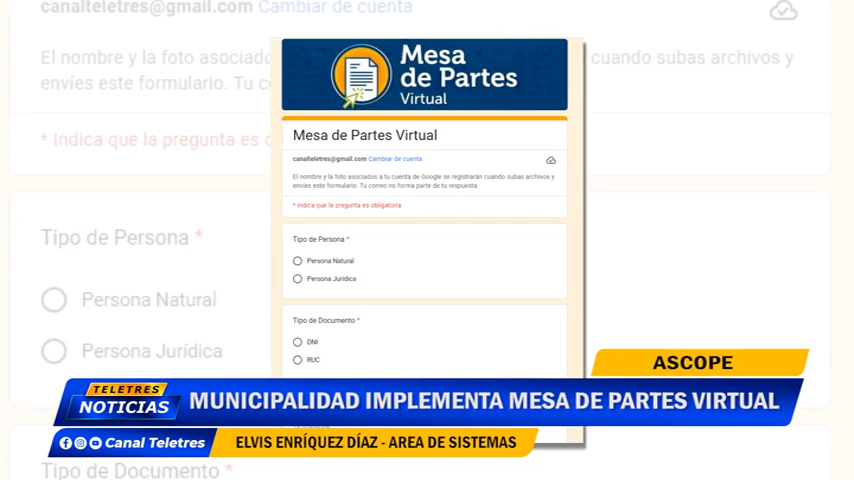 canalteletres@gmail.com Cambiar de cuenta
El nombre y la foto asociado
cuando subas archivos y
envíes este formulario. Tu c
* Indica que la pregunta es
Tipo de Persona *
Persona Natural
Persona Jurídica
Tipo de Documento *
Mesa
de Partes
Virtual
Mesa de Partes Virtual
canalteletres@gmail.com Cambiar de cuenta
El nombre y la foto asociados a tu cuenta de Google se registrarán cuando subas archivos y
envíes este formulario. Tu correo no forma parte de tu respuesta.
* Indica que la pregunta es obligatoria
Tipo de Persona *
Persona Natural
Persona Jurídica
Tipo de Documento *
DNI
RUC
ASCOPE
TELETRES
NOTICIAS
MUNICIPALIDAD IMPLEMENTA MESA DE PARTES VIRTUAL
Canal Teletres
ELVIS ENRÍQUEZ DÍAZ - AREA DE SISTEMAS